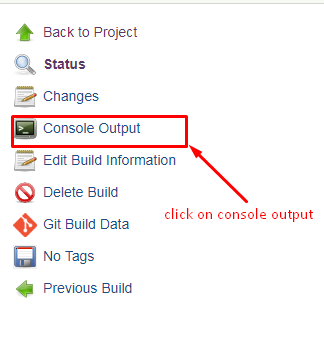 Back to Project
Status
Changes
Console Output
Edit Build Information
Delete Build
click on console output
Git Build Data
No Tags
Previous Build